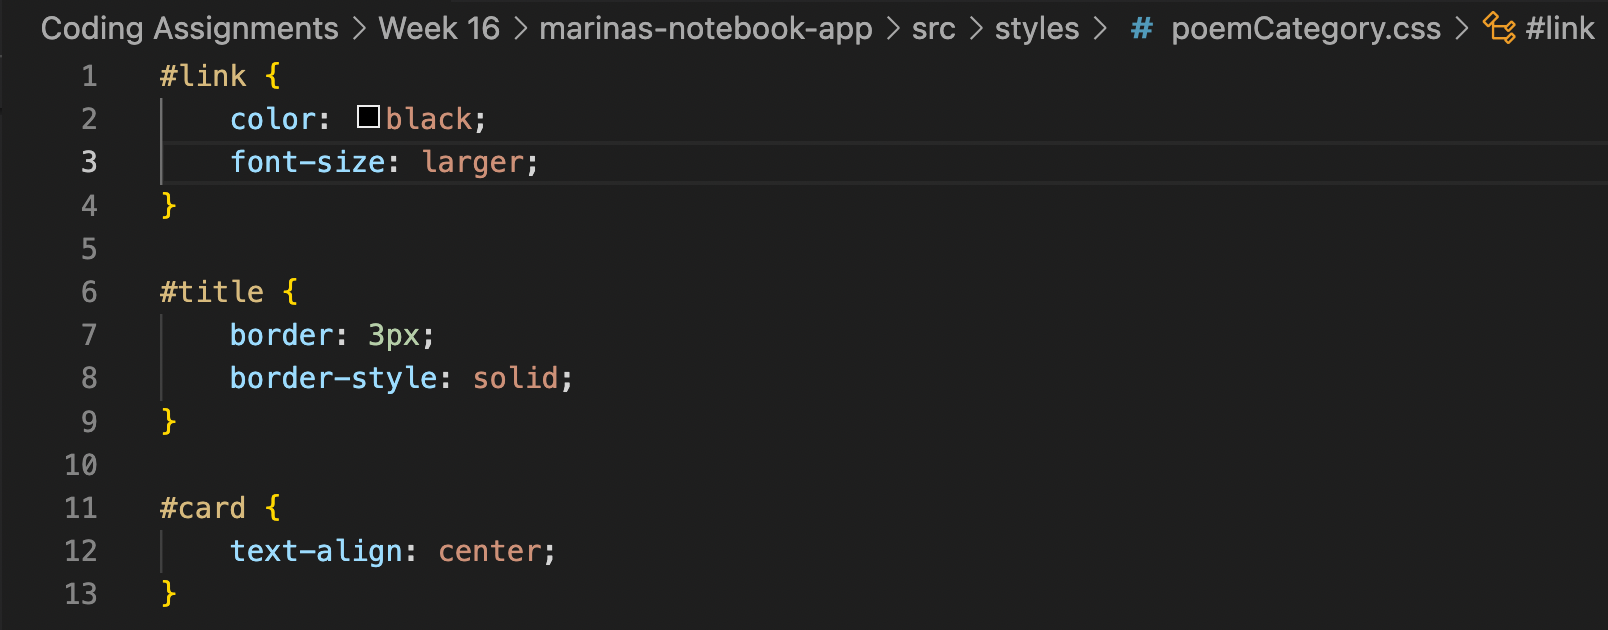 Coding Assignments > Week 16 > marinas-notebook-app > src > styles > # poemCategory.css > #link
1 #link {
2     color: black;
3     font-size: larger;
4 }
5
6 #title {
7     border: 3px;
8     border-style: solid;
9 }
10
11 #card {
12     text-align: center;
13 }